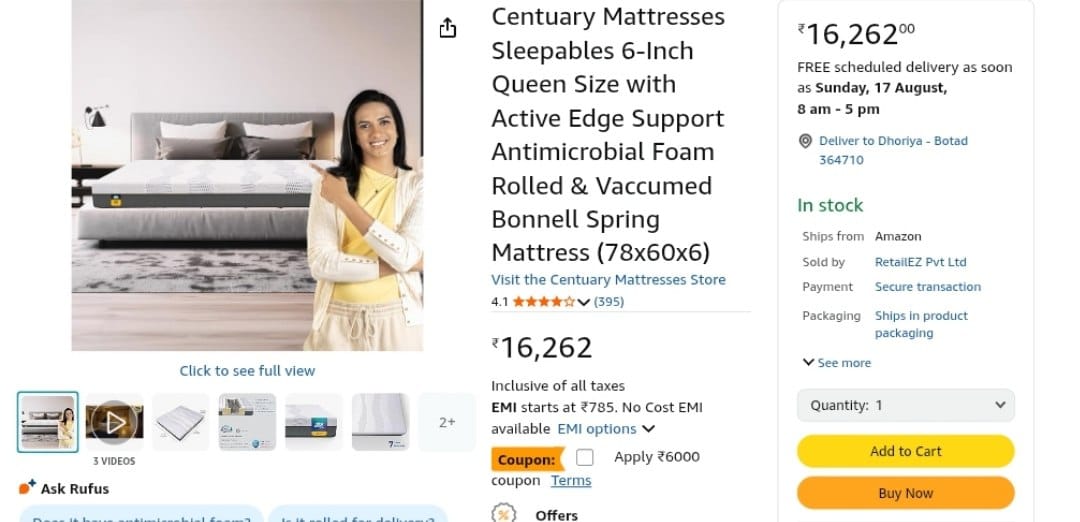 Centuary Mattresses
Sleepables 6-Inch
Queen Size with
Active Edge Support
Antimicrobial Foam
Rolled & Vaccumed
Bonnell Spring
Mattress (78x60x6)
Visit the Centuary Mattresses Store
4.1 (395)
₹16,262
Inclusive of all taxes
EMI starts at ₹785. No Cost EMI
available EMI options
Coupon: Apply ₹6000
coupon Terms
Offers
Click to see full view
3 VIDEOS
2+
Ask Rufus
Does it have antimicrobial foam?
Is it rolled for delivery?
₹16,26200
FREE scheduled delivery as soon
as Sunday, 17 August,
8 am - 5 pm
Deliver to Dhoriya - Botad
364710
In stock
Ships from Amazon
Sold by RetailEZ Pvt Ltd
Payment Secure transaction
Packaging Ships in product
packaging
See more
Quantity: 1
Add to Cart
Buy Now